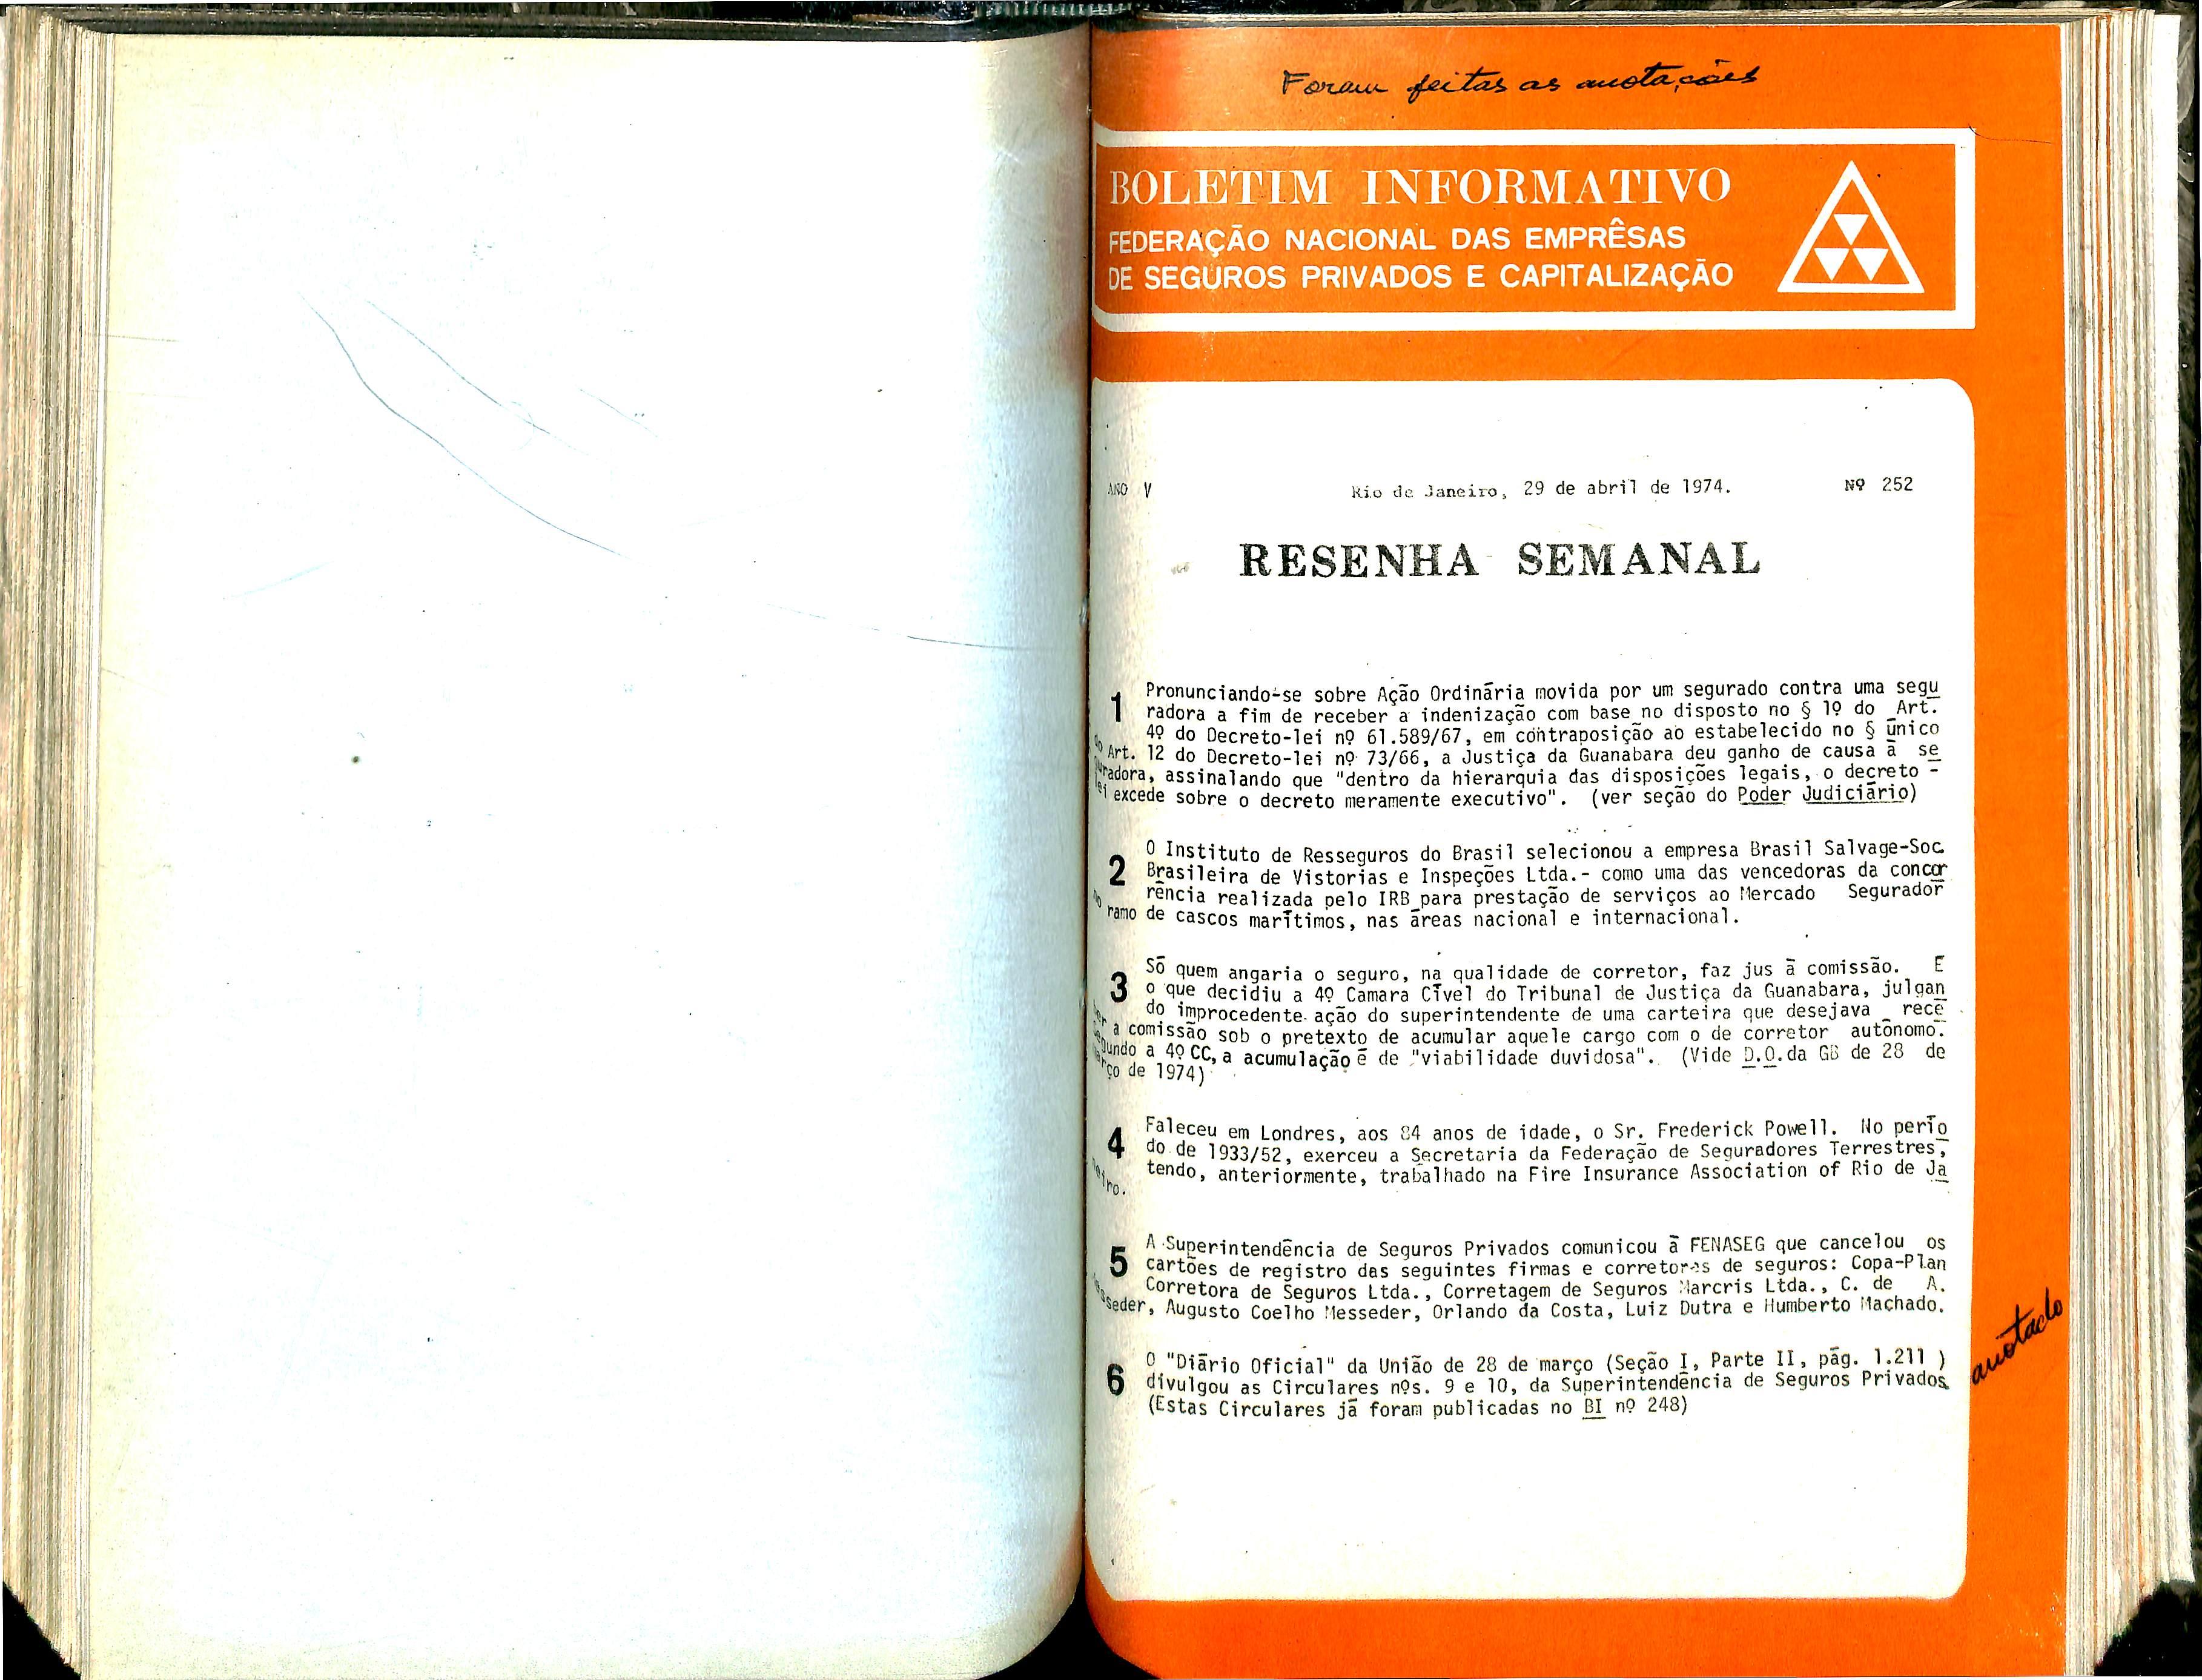 Foram feitas as anotações
BOLETIM INFORMATIVO
FEDERAÇÃO NACIONAL DAS EMPRÊSAS
DE SEGUROS PRIVADOS E CAPITALIZAÇÃO
ANO V Rio de Janeiro, 29 de abril de 1974. Nº 252
RESENHA SEMANAL
1 Pronunciando-se sobre Ação Ordinária movida por um segurado contra uma segu
radora a fim de receber a indenização com base no disposto no § 1º do Art.
4º do Decreto-lei nº 61.589/67, em contraposição ao estabelecido no § único
do Art. 12 do Decreto-lei nº 73/66, a Justiça da Guanabara deu ganho de causa à se
guradora, assinalando que "dentro da hierarquia das disposições legais, o decreto -
lei excede sobre o decreto meramente executivo". (ver seção do Poder Judiciário)
2 O Instituto de Resseguros do Brasil selecionou a empresa Brasil Salvage-Soc.
Brasileira de Vistorias e Inspeções Ltda.- como uma das vencedoras da concor
rência realizada pelo IRB para prestação de serviços ao Mercado Segurador
no ramo de cascos marítimos, nas áreas nacional e internacional.
3 Só quem angaria o seguro, na qualidade de corretor, faz jus à comissão. É
o que decidiu a 4º Camara Cível do Tribunal de Justiça da Guanabara, julgan
do improcedente ação do superintendente de uma carteira que desejava rece
ber a comissão sob o pretexto de acumular aquele cargo com o de corretor autônomo.
Segundo a 4º CC, a acumulação é de "viabilidade duvidosa". (Vide D.O.da GB de 28 de
março de 1974)
4 Faleceu em Londres, aos 84 anos de idade, o Sr. Frederick Powell. No perío
do de 1933/52, exerceu a Secretaria da Federação de Seguradores Terrestres,
tendo, anteriormente, trabalhado na Fire Insurance Association of Rio de Ja
neiro.
5 A Superintendência de Seguros Privados comunicou à FENASEG que cancelou os
cartões de registro das seguintes firmas e corretores de seguros: Copa-Plan
Corretora de Seguros Ltda., Corretagem de Seguros Marcris Ltda., C. de A.
Messeder, Augusto Coelho Messeder, Orlando da Costa, Luiz Dutra e Humberto Machado.
6 O "Diário Oficial" da União de 28 de março (Seção I, Parte II, pág. 1.211 )
divulgou as Circulares nºs. 9 e 10, da Superintendência de Seguros Privados.
(Estas Circulares já foram publicadas no BI nº 248)
anotado